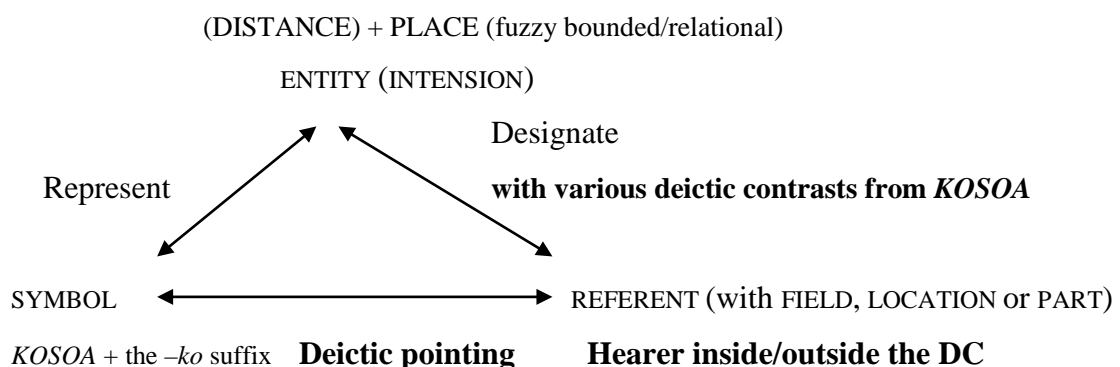 (DISTANCE) + PLACE (fuzzy bounded/relational)
ENTITY (INTENSION)
Designate
Represent with various deictic contrasts from KOSOA
SYMBOL REFERENT (with FIELD, LOCATION or PART)
KOSOA + the –ko suffix Deictic pointing Hearer inside/outside the DC